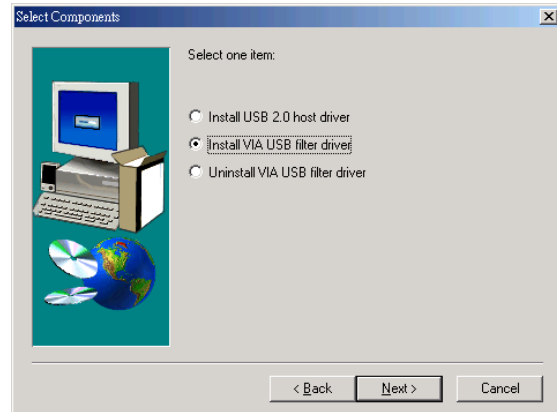 Select Components
Select one item:
Install USB 2.0 host driver
Install VIA USB filter driver
Uninstall VIA USB filter driver
< Back
Next >
Cancel